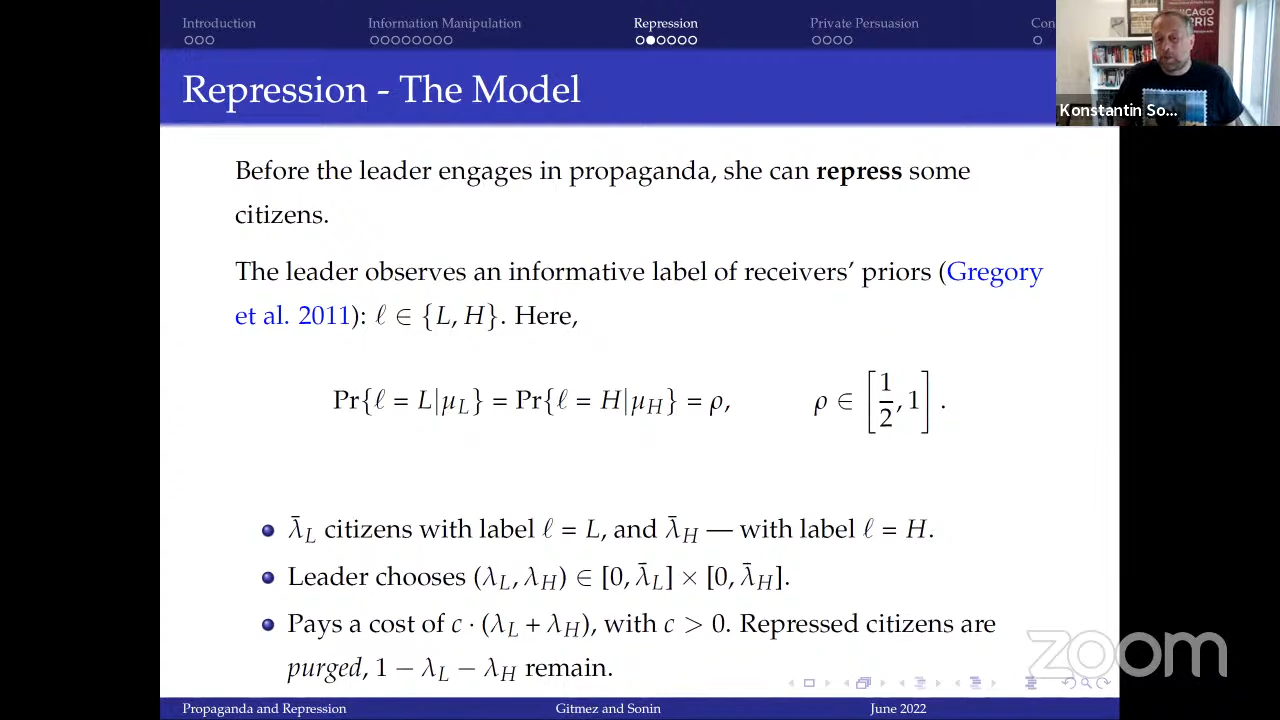 Introduction
Information Manipulation
Repression
Private Persuasion
Con
Repression - The Model
CHICAGO
HARRIS
Konstantin So...
Before the leader engages in propaganda, she can repress some
citizens.
The leader observes an informative label of receivers' priors (Gregory
et al. 2011): ℓ ∈ {L, H}. Here,
Pr{ℓ = L|μ_L} = Pr{ℓ = H|μ_H} = ρ, ρ ∈ [1/2, 1].
λ̄_L citizens with label ℓ = L, and λ̄_H — with label ℓ = H.
Leader chooses (λ_L, λ_H) ∈ [0, λ̄_L] × [0, λ̄_H].
Pays a cost of c · (λ_L + λ_H), with c > 0. Repressed citizens are
purged, 1 − λ_L − λ_H remain.
zoom
Propaganda and Repression
Gitmez and Sonin
June 2022